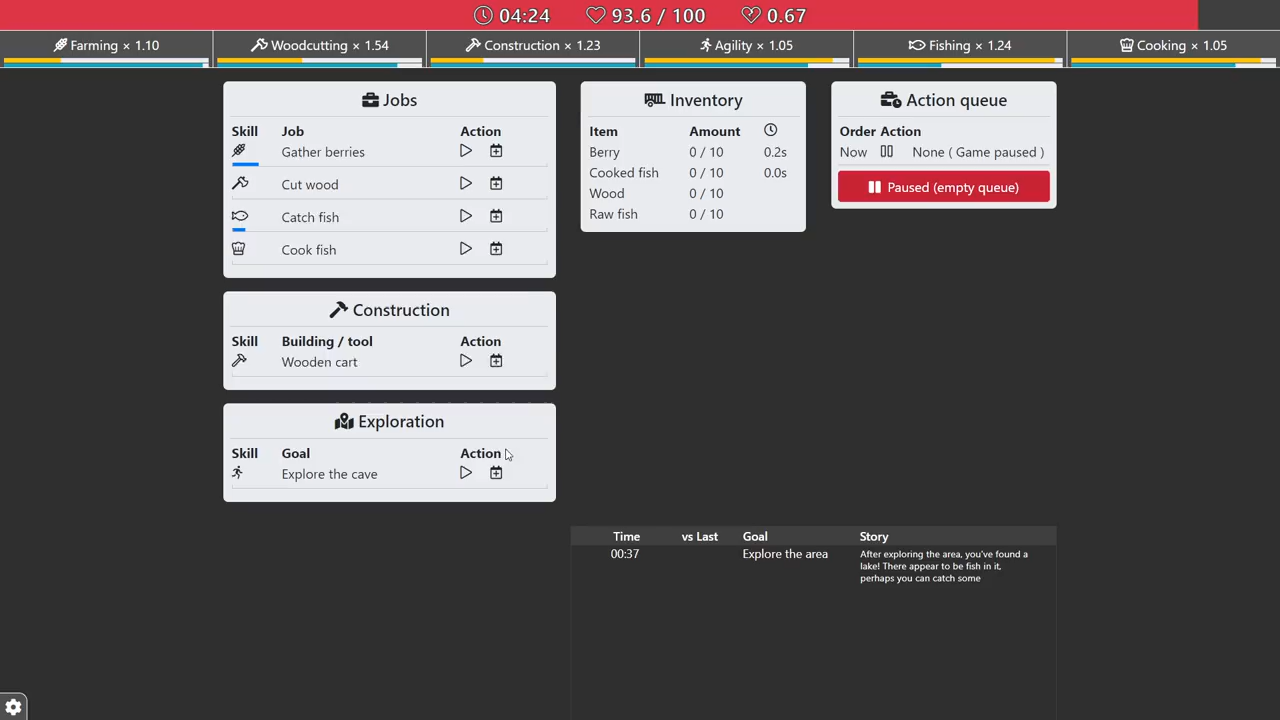 04:24 93.6 / 100 0.67
Farming × 1.10 Woodcutting × 1.54 Construction × 1.23 Agility × 1.05 Fishing × 1.24 Cooking × 1.05
Jobs
Skill Job Action
Gather berries
Cut wood
Catch fish
Cook fish
Construction
Skill Building / tool Action
Wooden cart
Exploration
Skill Goal Action
Explore the cave
Inventory
Item Amount
Berry 0 / 10 0.2s
Cooked fish 0 / 10 0.0s
Wood 0 / 10
Raw fish 0 / 10
Action queue
Order Action
Now None ( Game paused )
Paused (empty queue)
Time vs Last Goal Story
00:37 Explore the area After exploring the area, you've found a
lake! There appear to be fish in it,
perhaps you can catch some